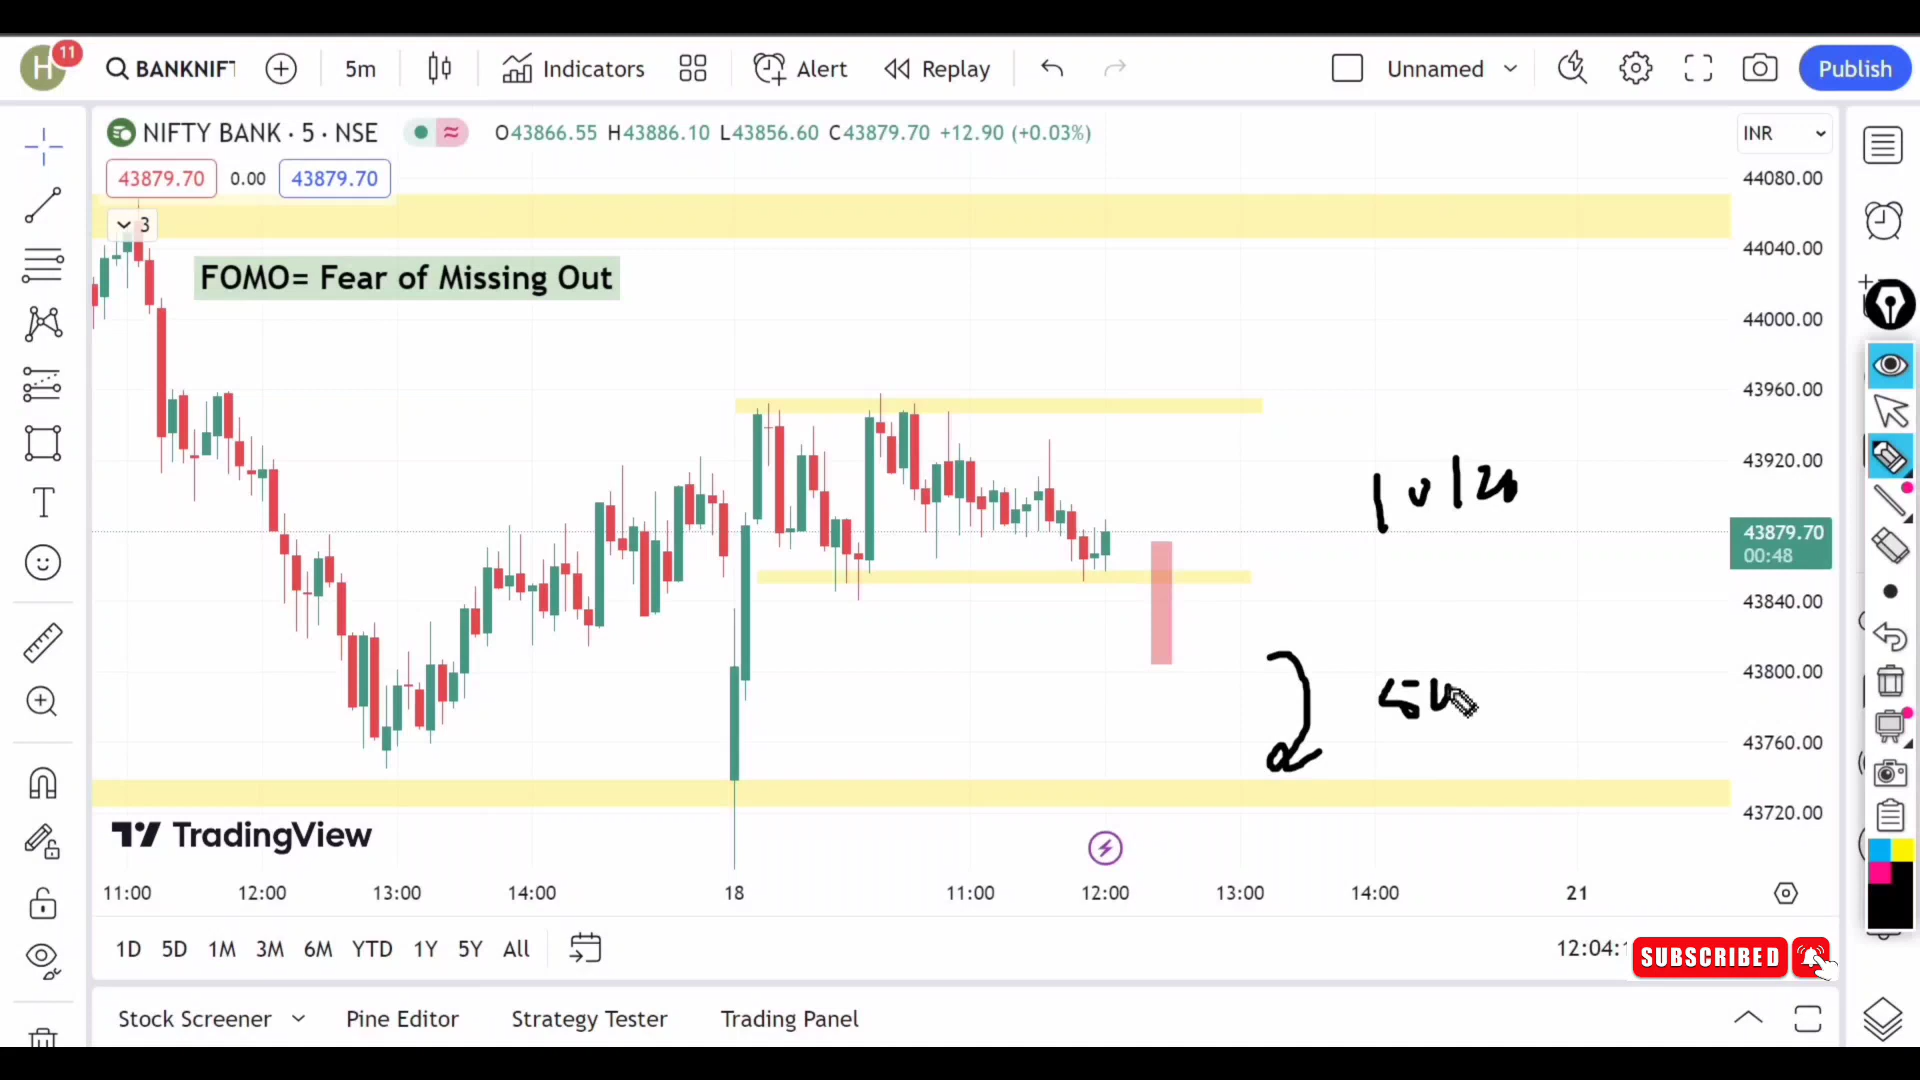 H 11 BANKNIFT 5m Indicators Alert Replay Unnamed Publish
NIFTY BANK · 5 · NSE O43866.55 H43886.10 L43856.60 C43879.70 +12.90 (+0.03%) INR
43879.70 0.00 43879.70
3
FOMO= Fear of Missing Out
44080.00
44040.00
44000.00
43960.00
43920.00
43879.70
00:48
43840.00
43800.00
43760.00
43720.00
TradingView
11:00 12:00 13:00 14:00 18 11:00 12:00 13:00 14:00 21
1D 5D 1M 3M 6M YTD 1Y 5Y All 12:04:
SUBSCRIBED
Stock Screener Pine Editor Strategy Tester Trading Panel